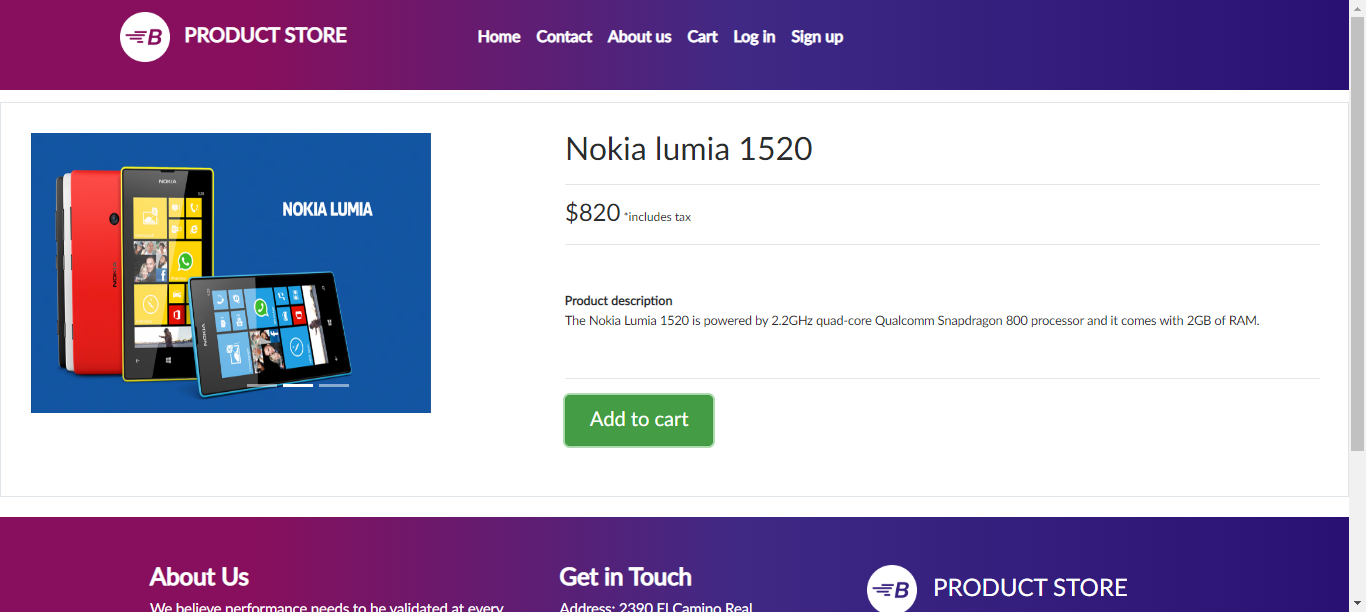 B PRODUCT STORE
Home Contact About us Cart Log in Sign up
Nokia lumia 1520
NOKIA
NOKIA LUMIA
$820 *includes tax
Product description
The Nokia Lumia 1520 is powered by 2.2GHz quad-core Qualcomm Snapdragon 800 processor and it comes with 2GB of RAM.
NOKIA
NOKIA
Add to cart
About Us
We believe performance needs to be validated at every
Get in Touch
Address: 2390 El Camino Real
B PRODUCT STORE